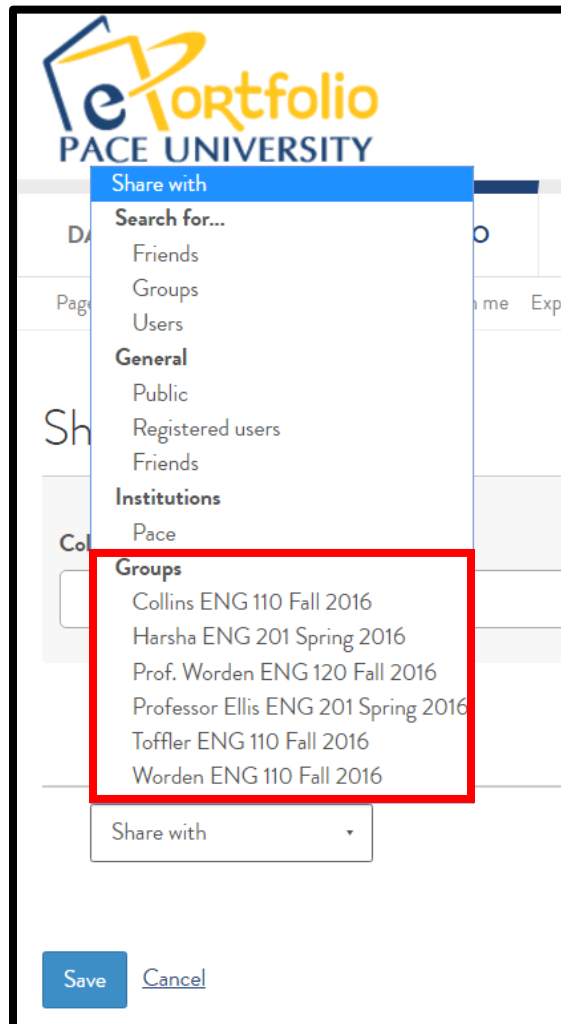 ePortfolio
PACE UNIVERSITY
Share with
Search for...
Friends
Groups
Users
General
Public
Registered users
Friends
Institutions
Pace
Groups
Collins ENG 110 Fall 2016
Harsha ENG 201 Spring 2016
Prof. Worden ENG 120 Fall 2016
Professor Ellis ENG 201 Spring 2016
Toffler ENG 110 Fall 2016
Worden ENG 110 Fall 2016
Share with
Save Cancel